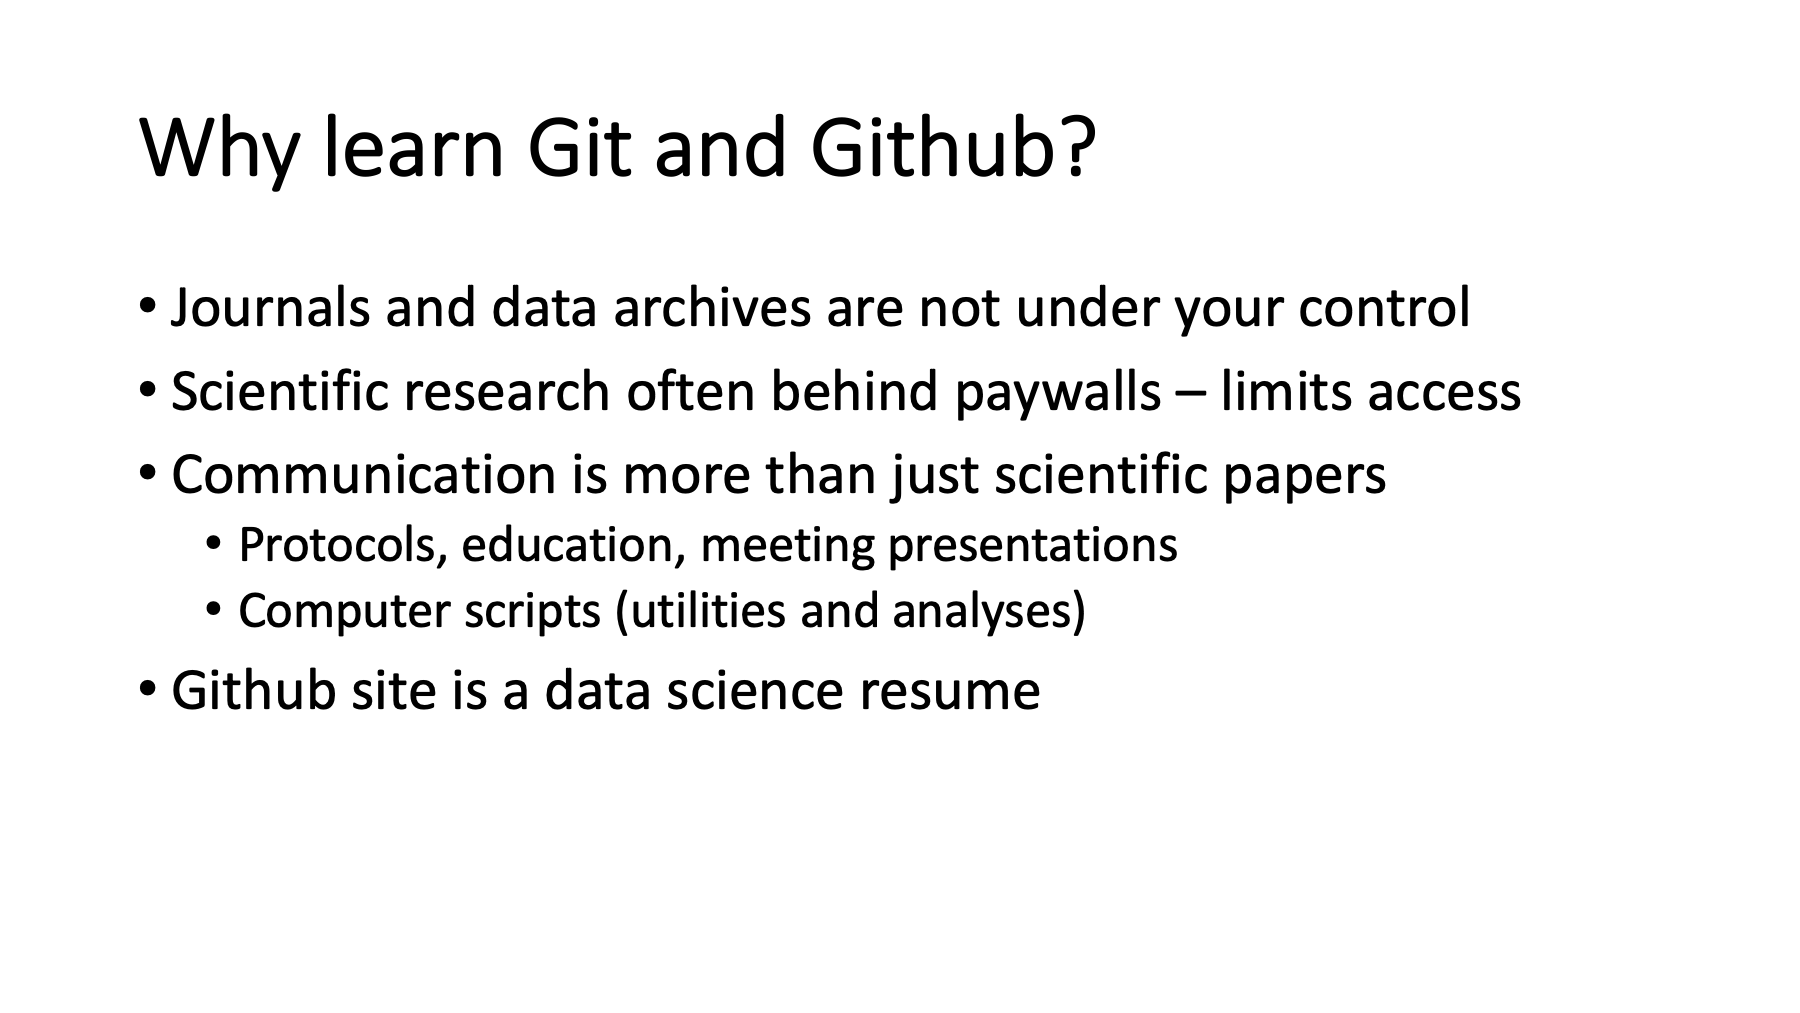 Why learn Git and Github?
• Journals and data archives are not under your control
• Scientific research often behind paywalls – limits access
• Communication is more than just scientific papers
• Protocols, education, meeting presentations
• Computer scripts (utilities and analyses)
• Github site is a data science resume